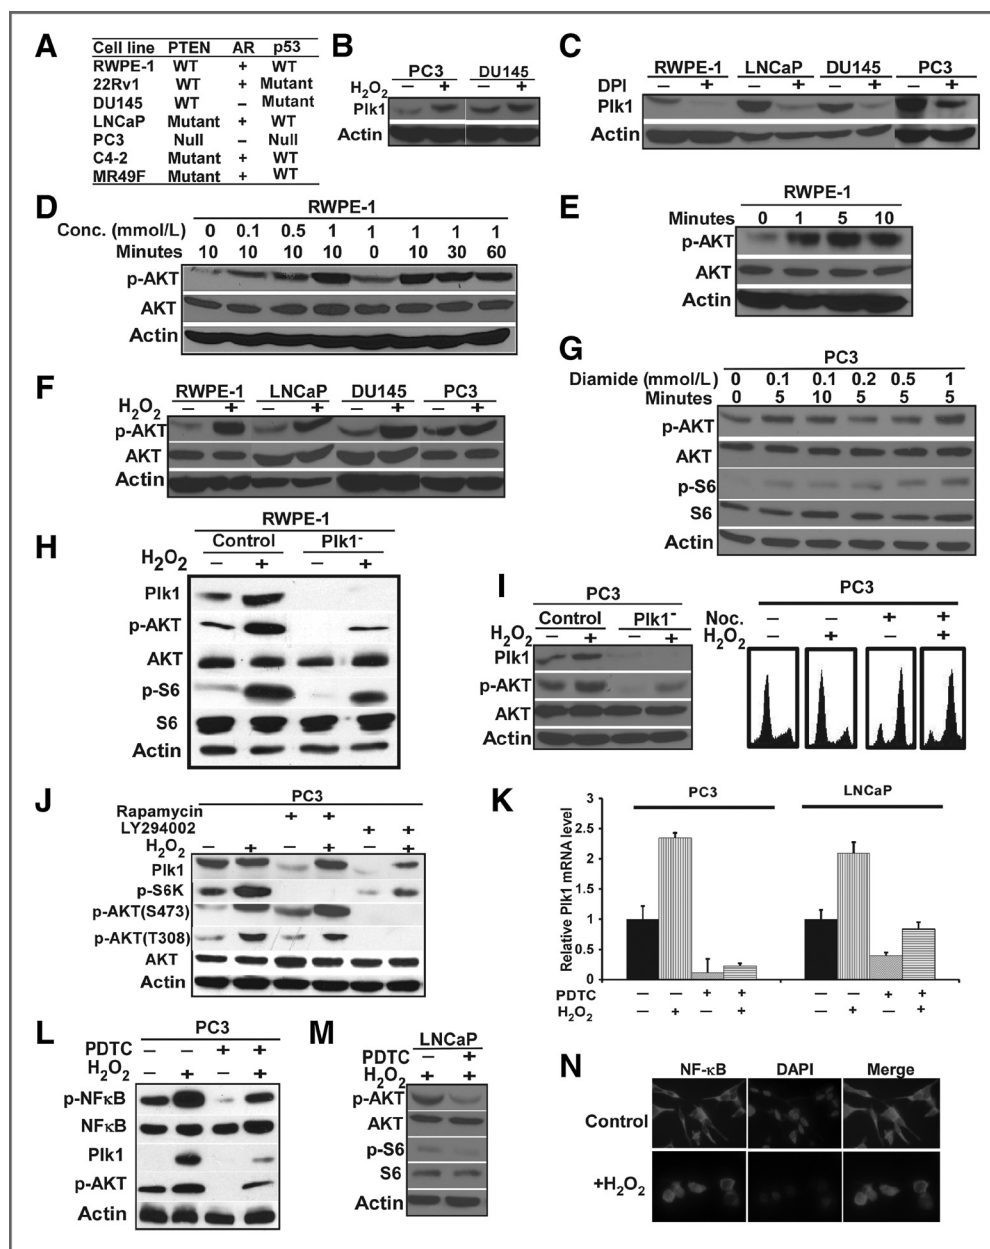 A
Cell line PTEN AR p53
RWPE-1 WT + WT
22Rv1 WT + Mutant
DU145 WT – Mutant
LNCaP Mutant + WT
PC3 Null – Null
C4-2 Mutant + WT
MR49F Mutant + WT
B
PC3 DU145
H₂O₂ – + – +
Plk1
Actin
C
RWPE-1 LNCaP DU145 PC3
DPI – + – + – + – +
Plk1
Actin
D
RWPE-1
Conc. (mmol/L) 0 0.1 0.5 1 1 1 1 1
Minutes 10 10 10 10 0 10 30 60
p-AKT
AKT
Actin
E
RWPE-1
Minutes 0 1 5 10
p-AKT
AKT
Actin
F
RWPE-1 LNCaP DU145 PC3
H₂O₂ – + – + – + – +
p-AKT
AKT
Actin
G
PC3
Diamide (mmol/L) 0 0.1 0.1 0.2 0.5 1
Minutes 0 5 10 5 5 5
p-AKT
AKT
p-S6
S6
Actin
H
RWPE-1
Control Plk1⁻
H₂O₂ – + – +
Plk1
p-AKT
AKT
p-S6
S6
Actin
I
PC3
Control Plk1⁻
H₂O₂ – + – +
Plk1
p-AKT
AKT
Actin
PC3
Noc. – – + +
H₂O₂ – + – +
J
PC3
Rapamycin + +
LY294002 + +
H₂O₂ – + – + – +
Plk1
p-S6K
p-AKT(S473)
p-AKT(T308)
AKT
Actin
K
PC3 LNCaP
Relative Plk1 mRNA level
3
2.5
2
1.5
1
0.5
0
PDTC – – + + – – + +
H₂O₂ – + – + – + – +
L
PC3
PDTC – – + +
H₂O₂ – + – +
p-NFκB
NFκB
Plk1
p-AKT
Actin
M
LNCaP
PDTC – +
H₂O₂ + +
p-AKT
AKT
p-S6
S6
Actin
N
NF-κB DAPI Merge
Control
+H₂O₂